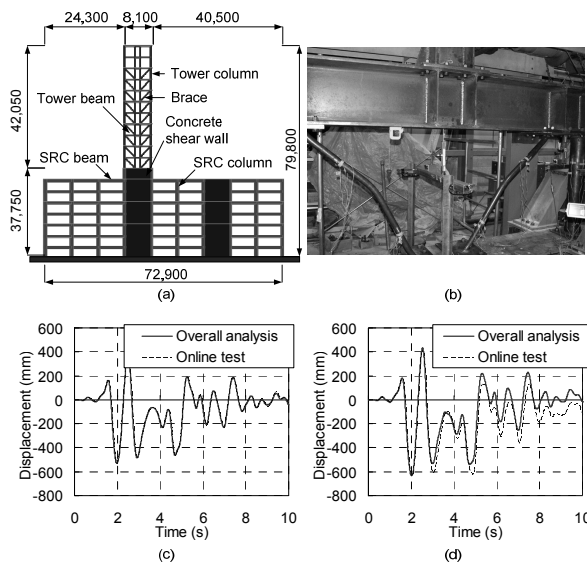 24,300 8,100 40,500
42,050
37,750
79,800
72,900
Tower column
Brace
Tower beam
Concrete
shear wall
SRC beam
SRC column
(a)
(b)
Displacement (mm)
600
400
200
0
-200
-400
-600
-800
Overall analysis
Online test
0 2 4 6 8 10
Time (s)
(c)
Displacement (mm)
600
400
200
0
-200
-400
-600
-800
Overall analysis
Online test
0 2 4 6 8 10
Time (s)
(d)